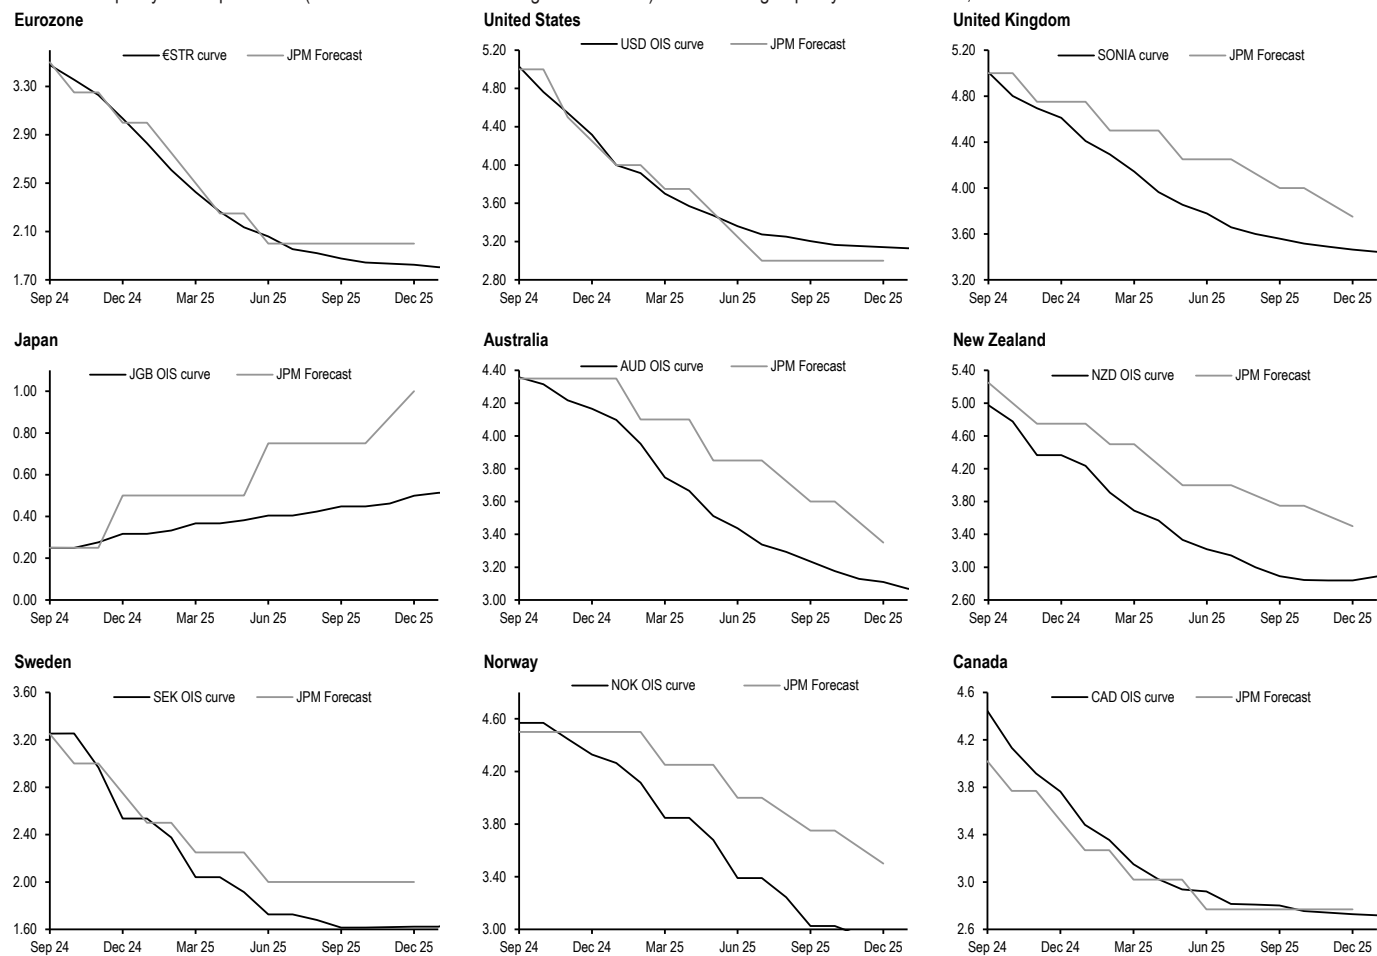 Eurozone
United States
United Kingdom
€STR curve JPM Forecast
USD OIS curve JPM Forecast
SONIA curve JPM Forecast
3.30
2.90
2.50
2.10
1.70
Sep 24 Dec 24 Mar 25 Jun 25 Sep 25 Dec 25
5.20
4.80
4.40
4.00
3.60
3.20
2.80
Sep 24 Dec 24 Mar 25 Jun 25 Sep 25 Dec 25
5.20
4.80
4.40
4.00
3.60
3.20
Sep 24 Dec 24 Mar 25 Jun 25 Sep 25 Dec 25
Japan
Australia
New Zealand
JGB OIS curve JPM Forecast
AUD OIS curve JPM Forecast
NZD OIS curve JPM Forecast
1.00
0.80
0.60
0.40
0.20
0.00
Sep 24 Dec 24 Mar 25 Jun 25 Sep 25 Dec 25
4.40
4.20
4.00
3.80
3.60
3.40
3.20
3.00
Sep 24 Dec 24 Mar 25 Jun 25 Sep 25 Dec 25
5.40
5.00
4.60
4.20
3.80
3.40
3.00
2.60
Sep 24 Dec 24 Mar 25 Jun 25 Sep 25 Dec 25
Sweden
Norway
Canada
SEK OIS curve JPM Forecast
NOK OIS curve JPM Forecast
CAD OIS curve JPM Forecast
3.60
3.20
2.80
2.40
2.00
1.60
Sep 24 Dec 24 Mar 25 Jun 25 Sep 25 Dec 25
4.60
4.20
3.80
3.40
3.00
Sep 24 Dec 24 Mar 25 Jun 25 Sep 25 Dec 25
4.6
4.2
3.8
3.4
3.0
2.6
Sep 24 Dec 24 Mar 25 Jun 25 Sep 25 Dec 25